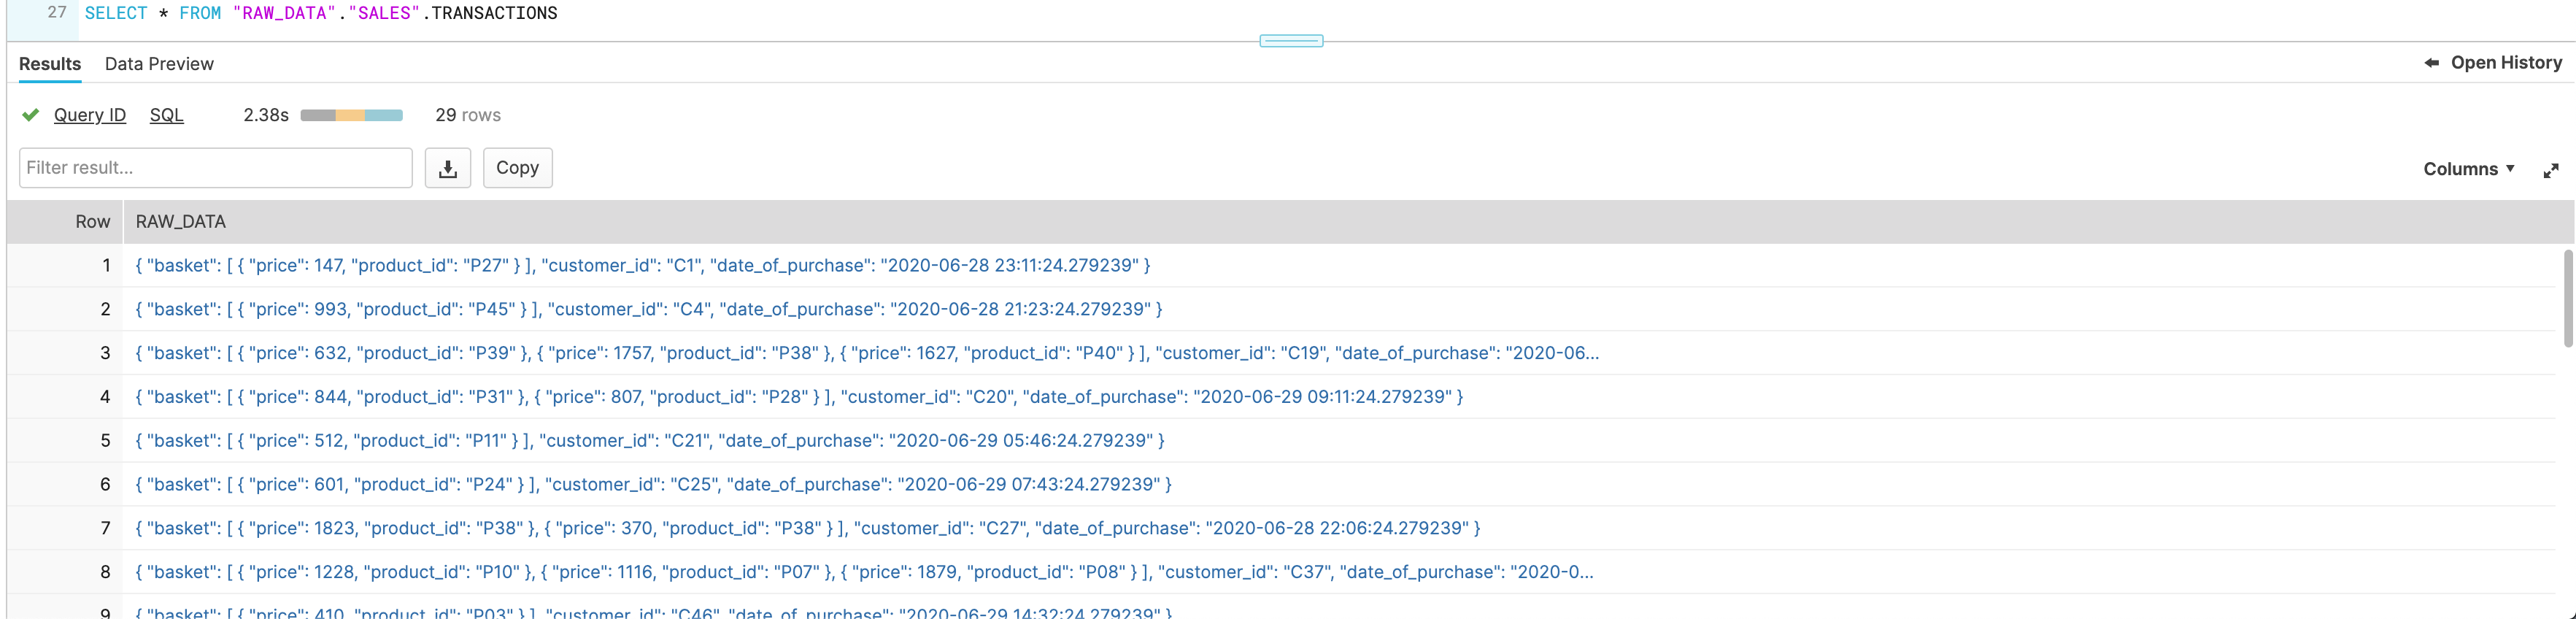 27 SELECT * FROM "RAW_DATA"."SALES".TRANSACTIONS
Results Data Preview Open History
Query ID SQL 2.38s 29 rows
Filter result... Copy Columns
Row RAW_DATA
1 { "basket": [ { "price": 147, "product_id": "P27" } ], "customer_id": "C1", "date_of_purchase": "2020-06-28 23:11:24.279239" }
2 { "basket": [ { "price": 993, "product_id": "P45" } ], "customer_id": "C4", "date_of_purchase": "2020-06-28 21:23:24.279239" }
3 { "basket": [ { "price": 632, "product_id": "P39" }, { "price": 1757, "product_id": "P38" }, { "price": 1627, "product_id": "P40" } ], "customer_id": "C19", "date_of_purchase": "2020-06...
4 { "basket": [ { "price": 844, "product_id": "P31" }, { "price": 807, "product_id": "P28" } ], "customer_id": "C20", "date_of_purchase": "2020-06-29 09:11:24.279239" }
5 { "basket": [ { "price": 512, "product_id": "P11" } ], "customer_id": "C21", "date_of_purchase": "2020-06-29 05:46:24.279239" }
6 { "basket": [ { "price": 601, "product_id": "P24" } ], "customer_id": "C25", "date_of_purchase": "2020-06-29 07:43:24.279239" }
7 { "basket": [ { "price": 1823, "product_id": "P38" }, { "price": 370, "product_id": "P38" } ], "customer_id": "C27", "date_of_purchase": "2020-06-28 22:06:24.279239" }
8 { "basket": [ { "price": 1228, "product_id": "P10" }, { "price": 1116, "product_id": "P07" }, { "price": 1879, "product_id": "P08" } ], "customer_id": "C37", "date_of_purchase": "2020-0...
9 { "basket": [ { "price": 410, "product_id": "P03" } ], "customer_id": "C46", "date_of_purchase": "2020-06-29 14:32:24.279239" }